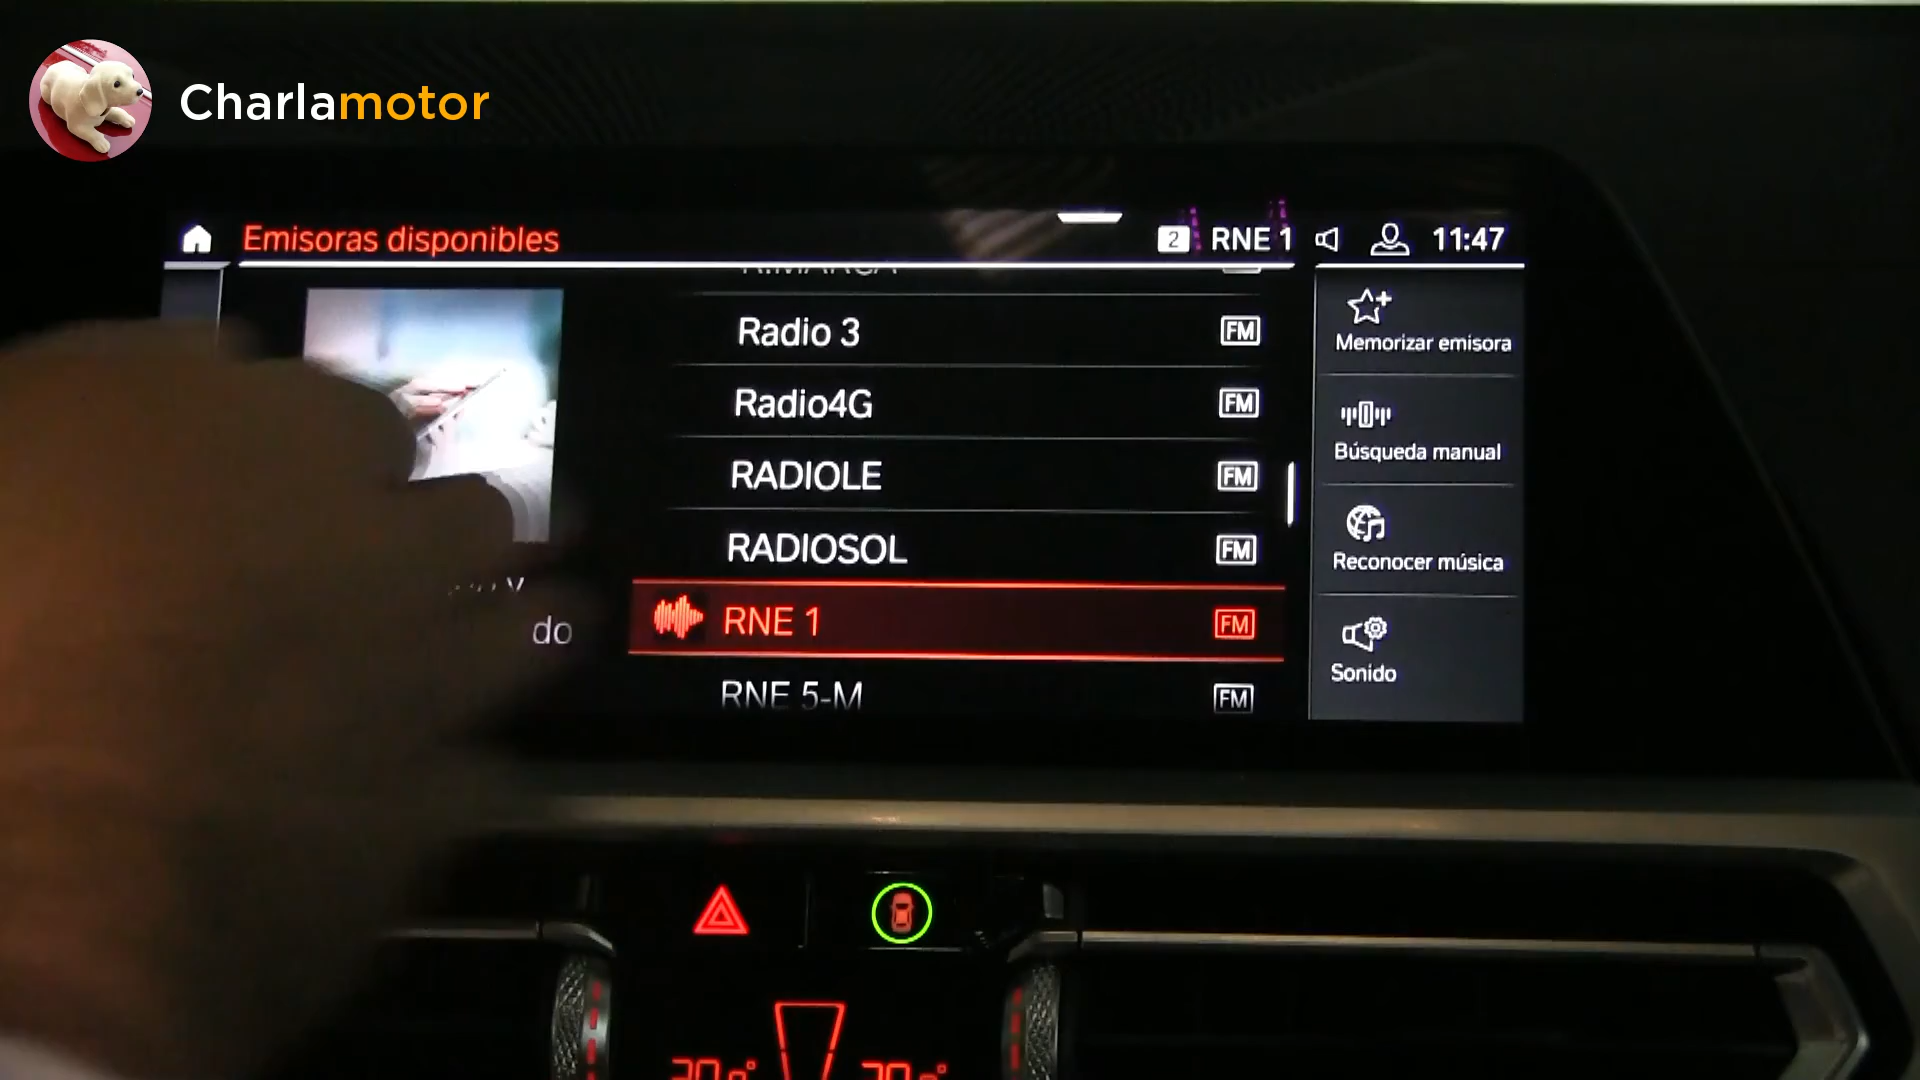 Charlamotor
Emisoras disponibles
2 RNE 1
11:47
Radio 3 FM
Radio4G FM
RADIOLE FM
RADIOSOL FM
RNE 1 FM
RNE 5-M FM
do
Memorizar emisora
Búsqueda manual
Reconocer música
Sonido